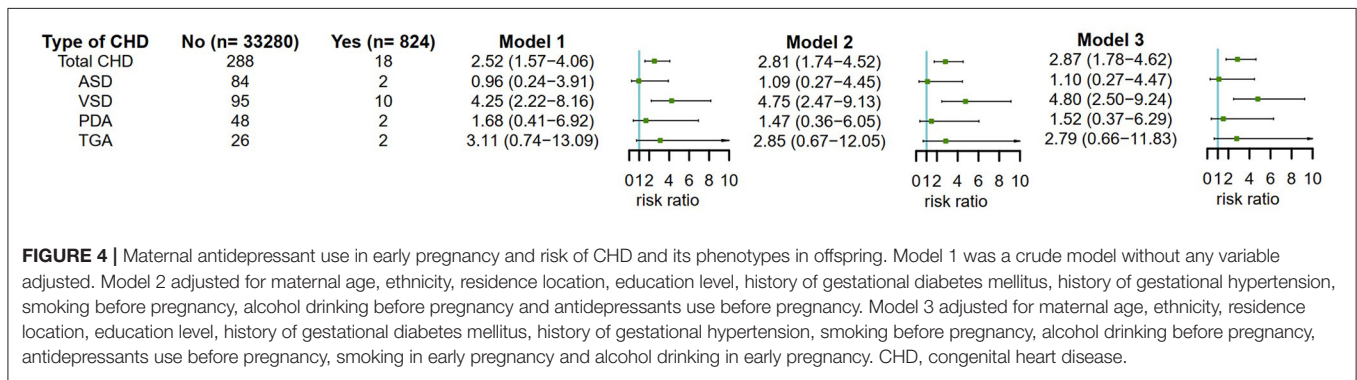 Type of CHD No (n= 33280) Yes (n= 824) Model 1 Model 2 Model 3
Total CHD 288 18 2.52 (1.57−4.06) 2.81 (1.74−4.52) 2.87 (1.78−4.62)
ASD 84 2 0.96 (0.24−3.91) 1.09 (0.27−4.45) 1.10 (0.27−4.47)
VSD 95 10 4.25 (2.22−8.16) 4.75 (2.47−9.13) 4.80 (2.50−9.24)
PDA 48 2 1.68 (0.41−6.92) 1.47 (0.36−6.05) 1.52 (0.37−6.29)
TGA 26 2 3.11 (0.74−13.09) 2.85 (0.67−12.05) 2.79 (0.66−11.83)
0 1 2 4 6 8 10 0 1 2 4 6 8 10 0 1 2 4 6 8 10
risk ratio risk ratio risk ratio
FIGURE 4 | Maternal antidepressant use in early pregnancy and risk of CHD and its phenotypes in offspring. Model 1 was a crude model without any variable
adjusted. Model 2 adjusted for maternal age, ethnicity, residence location, education level, history of gestational diabetes mellitus, history of gestational hypertension,
smoking before pregnancy, alcohol drinking before pregnancy and antidepressants use before pregnancy. Model 3 adjusted for maternal age, ethnicity, residence
location, education level, history of gestational diabetes mellitus, history of gestational hypertension, smoking before pregnancy, alcohol drinking before pregnancy,
antidepressants use before pregnancy, smoking in early pregnancy and alcohol drinking in early pregnancy. CHD, congenital heart disease.